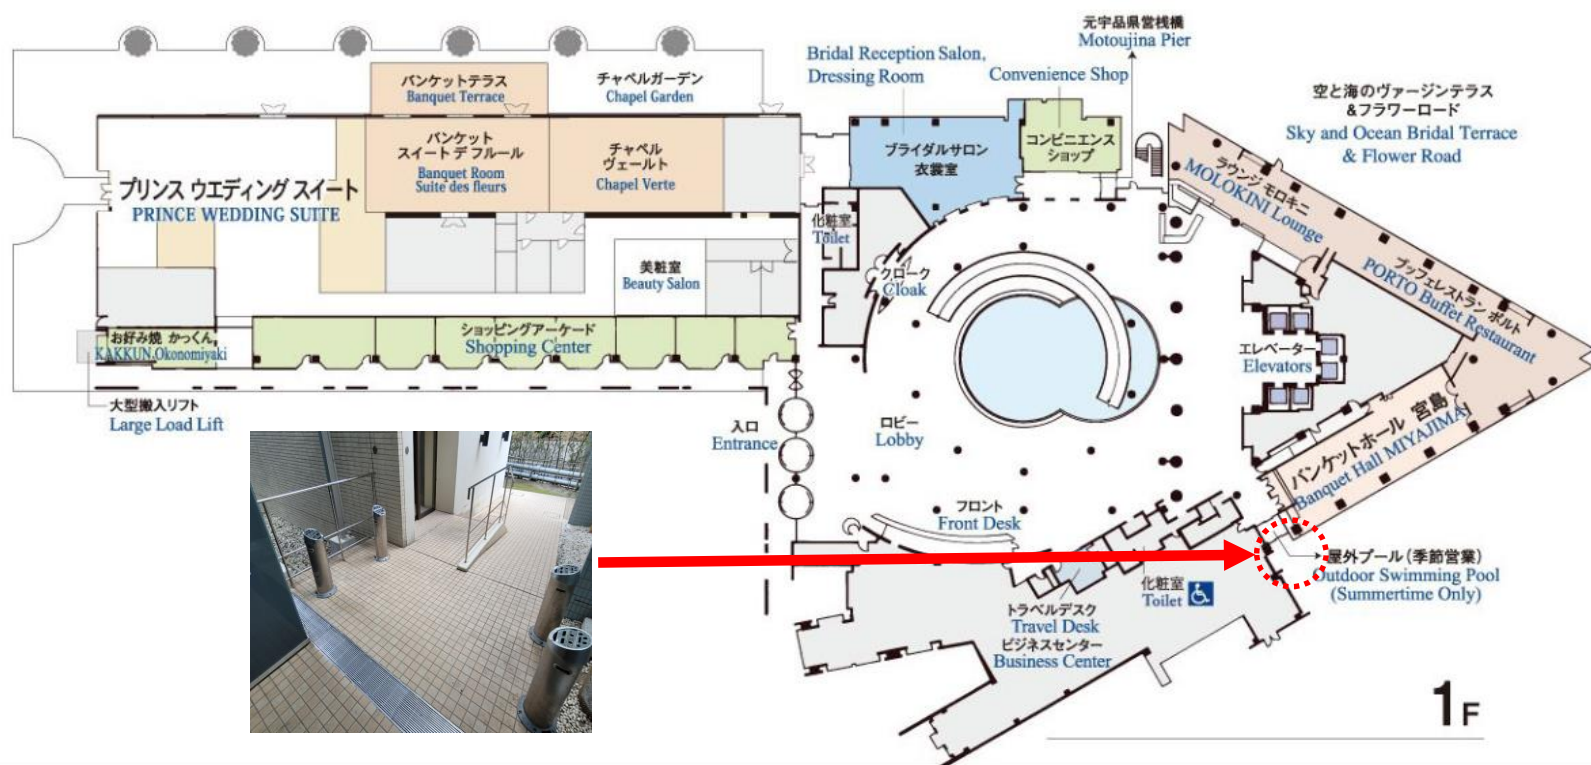 元宇品県営桟橋
Motoujina Pier
Bridal Reception Salon,
Dressing Room
Convenience Shop
バンケットテラス
Banquet Terrace
チャペルガーデン
Chapel Garden
空と海のヴァージンテラス
&フラワーロード
Sky and Ocean Bridal Terrace
& Flower Road
バンケット
スイート デ フルール
Banquet Room
Suite des fleurs
チャペル
ヴェールト
Chapel Verte
ブライダルサロン
衣裳室
コンビニエンス
ショップ
プリンス ウエディング スイート
PRINCE WEDDING SUITE
ラウンジ モロキニ
MOLOKINI Lounge
化粧室
Toilet
美粧室
Beauty Salon
クローク
Cloak
ブッフェレストラン ポルト
PORTO Buffet Restaurant
お好み焼 かっくん
KAKKUN Okonomiyaki
ショッピングアーケード
Shopping Center
エレベーター
Elevators
大型搬入リフト
Large Load Lift
入口
Entrance
ロビー
Lobby
バンケットホール 宮島
Banquet Hall MIYAJIMA
フロント
Front Desk
屋外プール(季節営業)
Outdoor Swimming Pool
(Summertime Only)
化粧室
Toilet
トラベルデスク
Travel Desk
ビジネスセンター
Business Center
1F